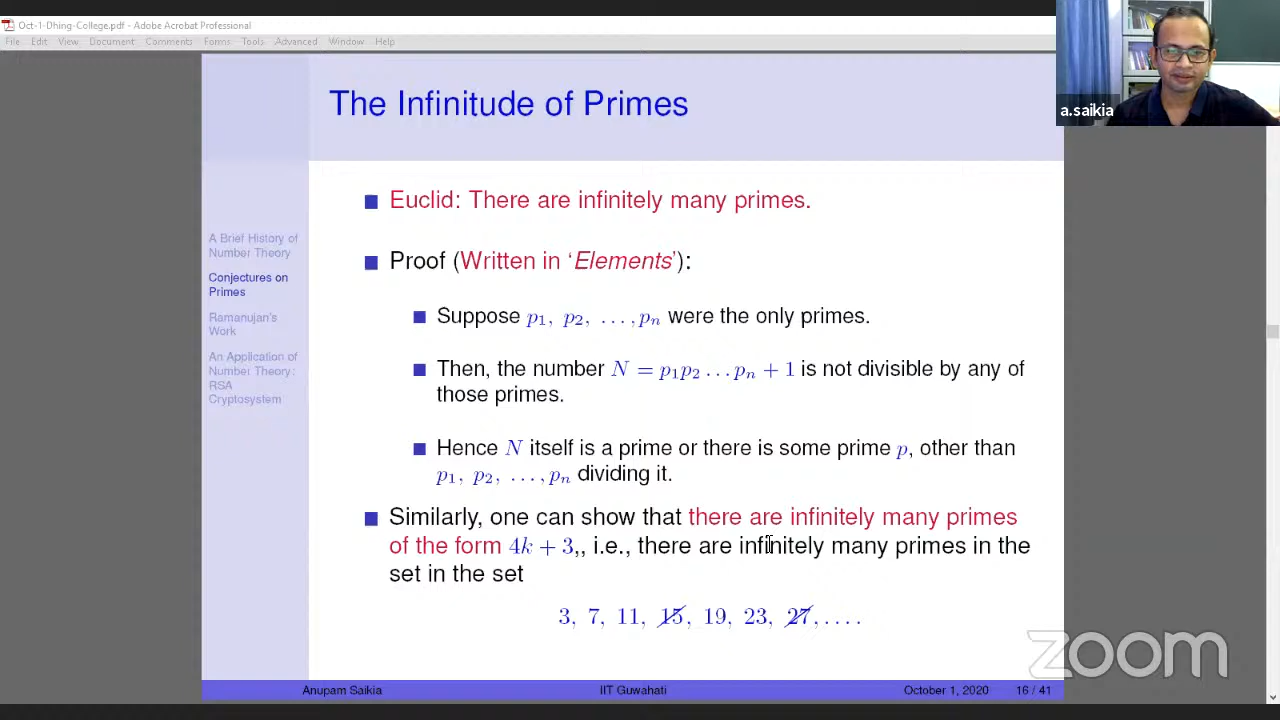 Oct-1-Dhing-College.pdf - Adobe Acrobat Professional
File Edit View Document Comments Forms Tools Advanced Window Help
a.saikia
The Infinitude of Primes
A Brief History of
Number Theory
Conjectures on
Primes
Ramanujan's
Work
An Application of
Number Theory:
RSA
Cryptosystem
Euclid: There are infinitely many primes.
Proof (Written in ‘Elements’):
Suppose p₁, p₂, …, pₙ were the only primes.
Then, the number N = p₁p₂ … pₙ + 1 is not divisible by any of
those primes.
Hence N itself is a prime or there is some prime p, other than
p₁, p₂, …, pₙ dividing it.
Similarly, one can show that there are infinitely many primes
of the form 4k + 3,, i.e., there are infinitely many primes in the
set in the set
3, 7, 11, 15, 19, 23, 27, ....
zoom
Anupam Saikia IIT Guwahati October 1, 2020 16 / 41